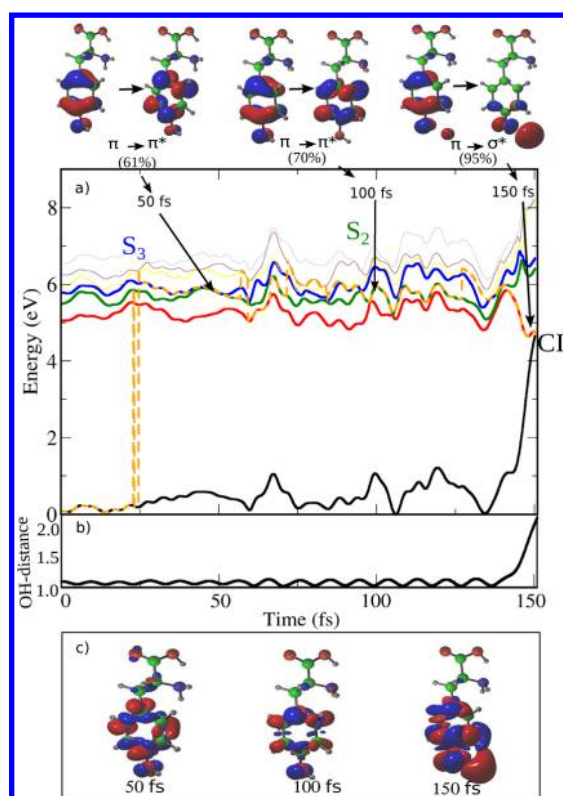 π → π* π → π* π → σ*
(61%) (70%) (95%)
a)
50 fs 100 fs 150 fs
S3 S2
8
6
4
2
0
Energy (eV)
CI
b)
2.0
1.5
1.0
OH-distance
0 50 100 150
Time (fs)
c)
50 fs 100 fs 150 fs